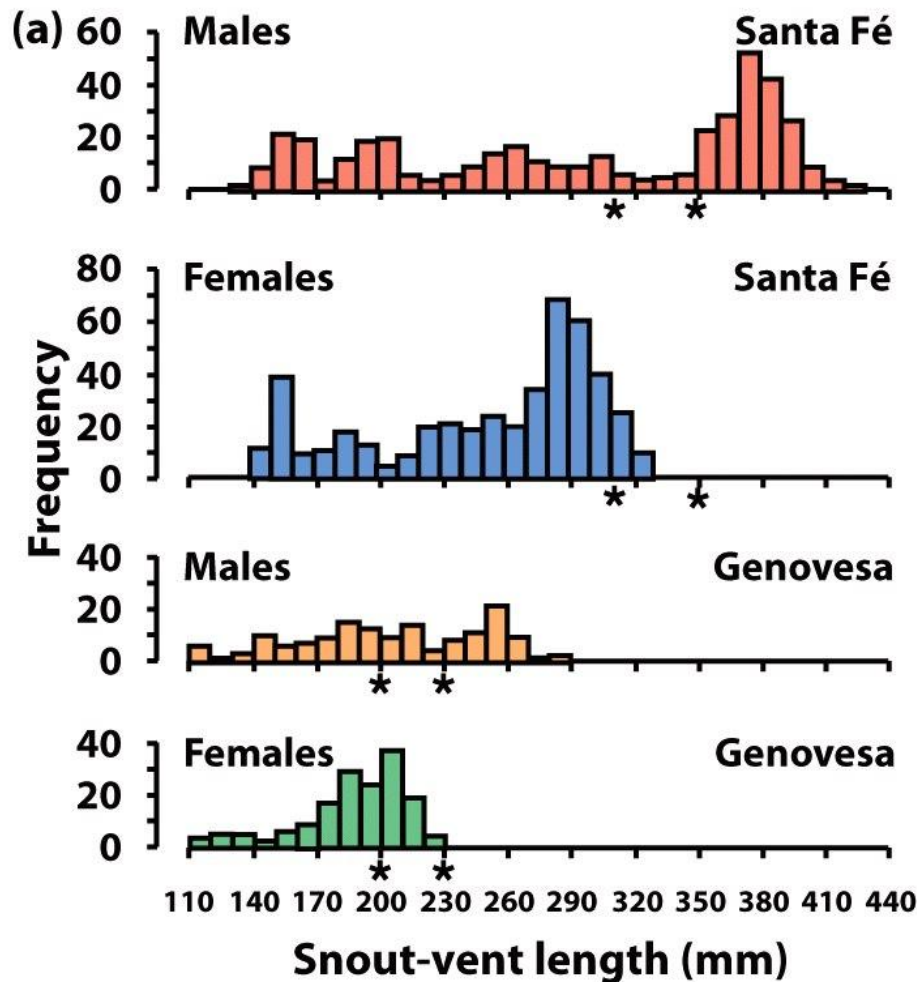 (a)
60 Males Santa Fé
40
20
0
* *
80
Females Santa Fé
60
40
20
0
* *
Frequency
40
Males Genovesa
20
0
* *
40 Females Genovesa
20
0
* *
110 140 170 200 230 260 290 320 350 380 410 440
Snout-vent length (mm)